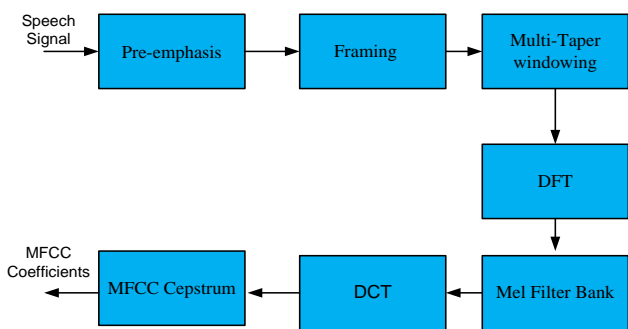 Speech
Signal
Pre-emphasis
Framing
Multi-Taper
windowing
DFT
Mel Filter Bank
DCT
MFCC Cepstrum
MFCC
Coefficients